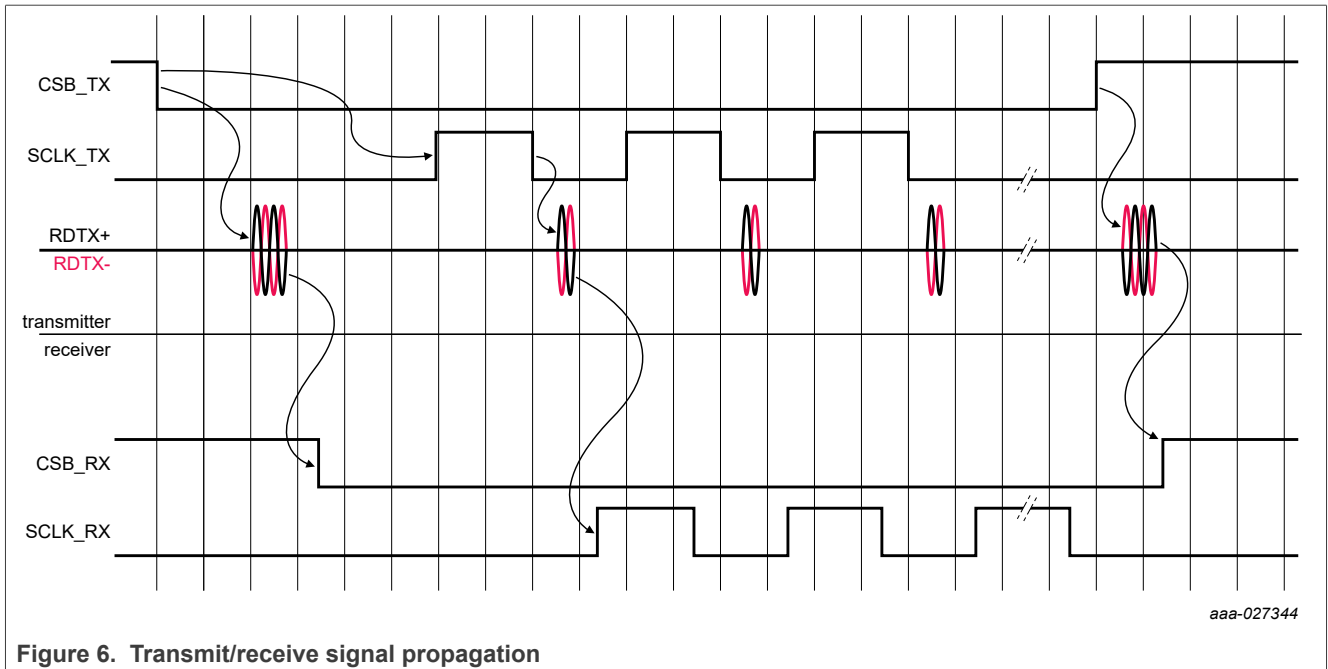 CSB_TX
SCLK_TX
RDTX+
RDTX-
transmitter
receiver
CSB_RX
SCLK_RX
aaa-027344
Figure 6. Transmit/receive signal propagation